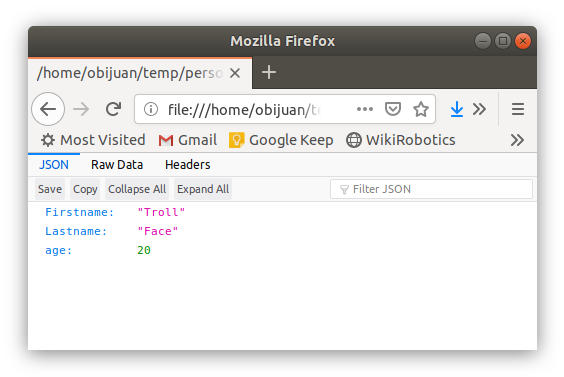 Mozilla Firefox
/home/obijuan/temp/perso
file:///home/obijuan/t
Most Visited Gmail Google Keep WikiRobotics
JSON Raw Data Headers
Save Copy Collapse All Expand All Filter JSON
Firstname: "Troll"
Lastname: "Face"
age: 20